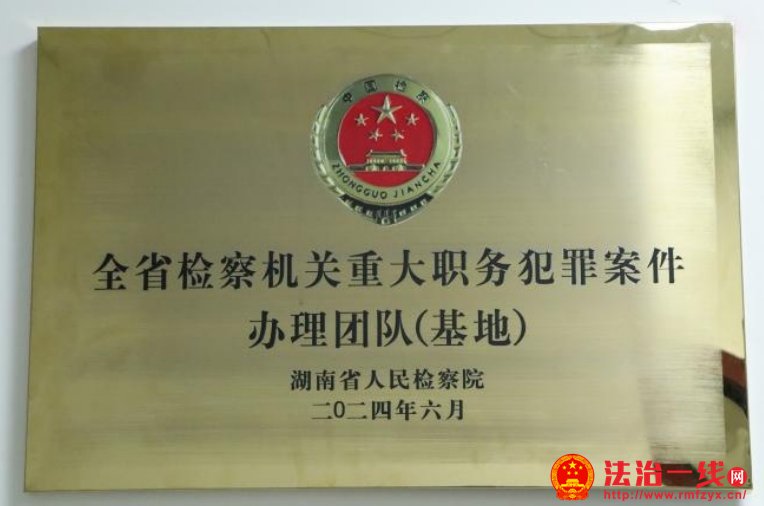 中国检察
ZHONGGUO JIANCHA
全省检察机关重大职务犯罪案件
办理团队(基地)
湖南省人民检察院
二0二四年六月
法治一线网
http://www.rmfzyx.com.cn/